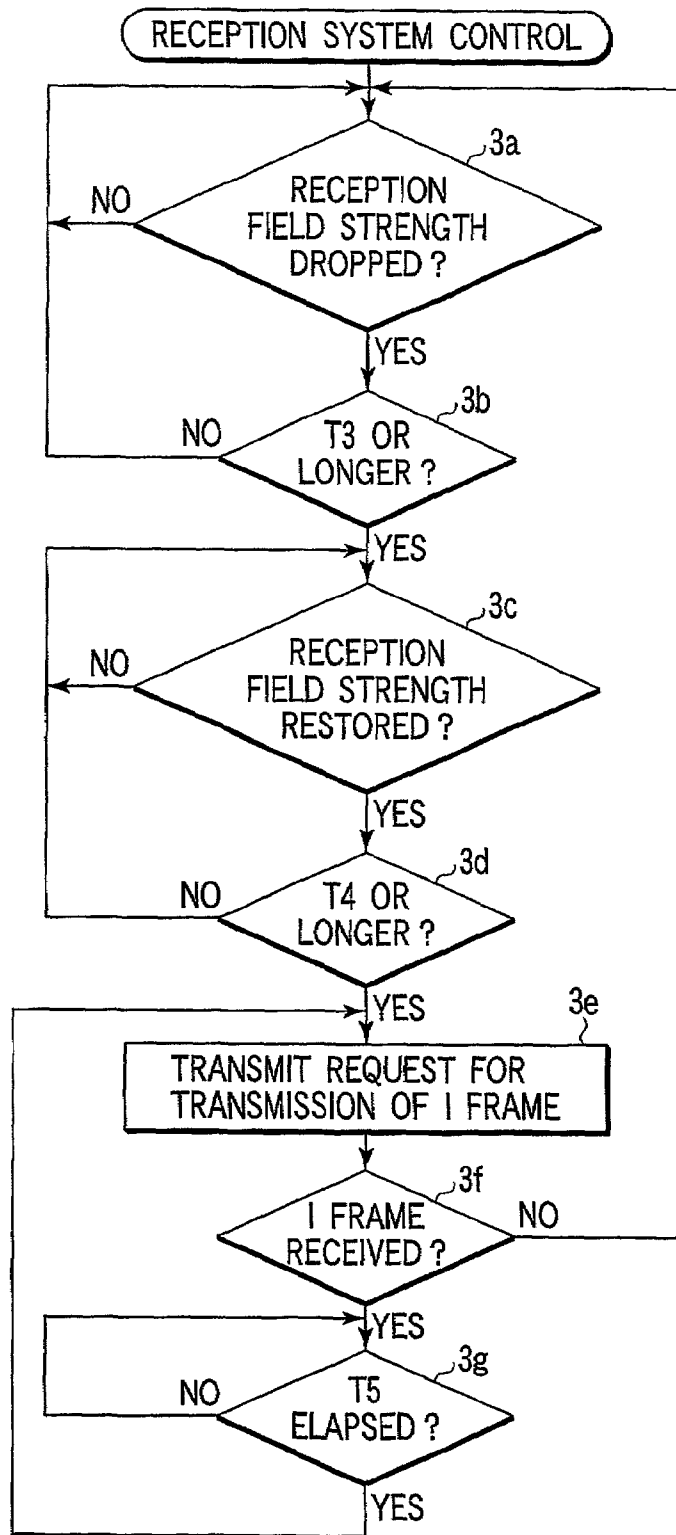 RECEPTION SYSTEM CONTROL
3a
RECEPTION
FIELD STRENGTH
DROPPED?
NO
YES
3b
T3 OR
LONGER?
NO
YES
3c
RECEPTION
FIELD STRENGTH
RESTORED?
NO
YES
3d
T4 OR
LONGER?
NO
YES
3e
TRANSMIT REQUEST FOR
TRANSMISSION OF I FRAME
3f
I FRAME
RECEIVED?
NO
YES
3g
T5
ELAPSED?
NO
YES